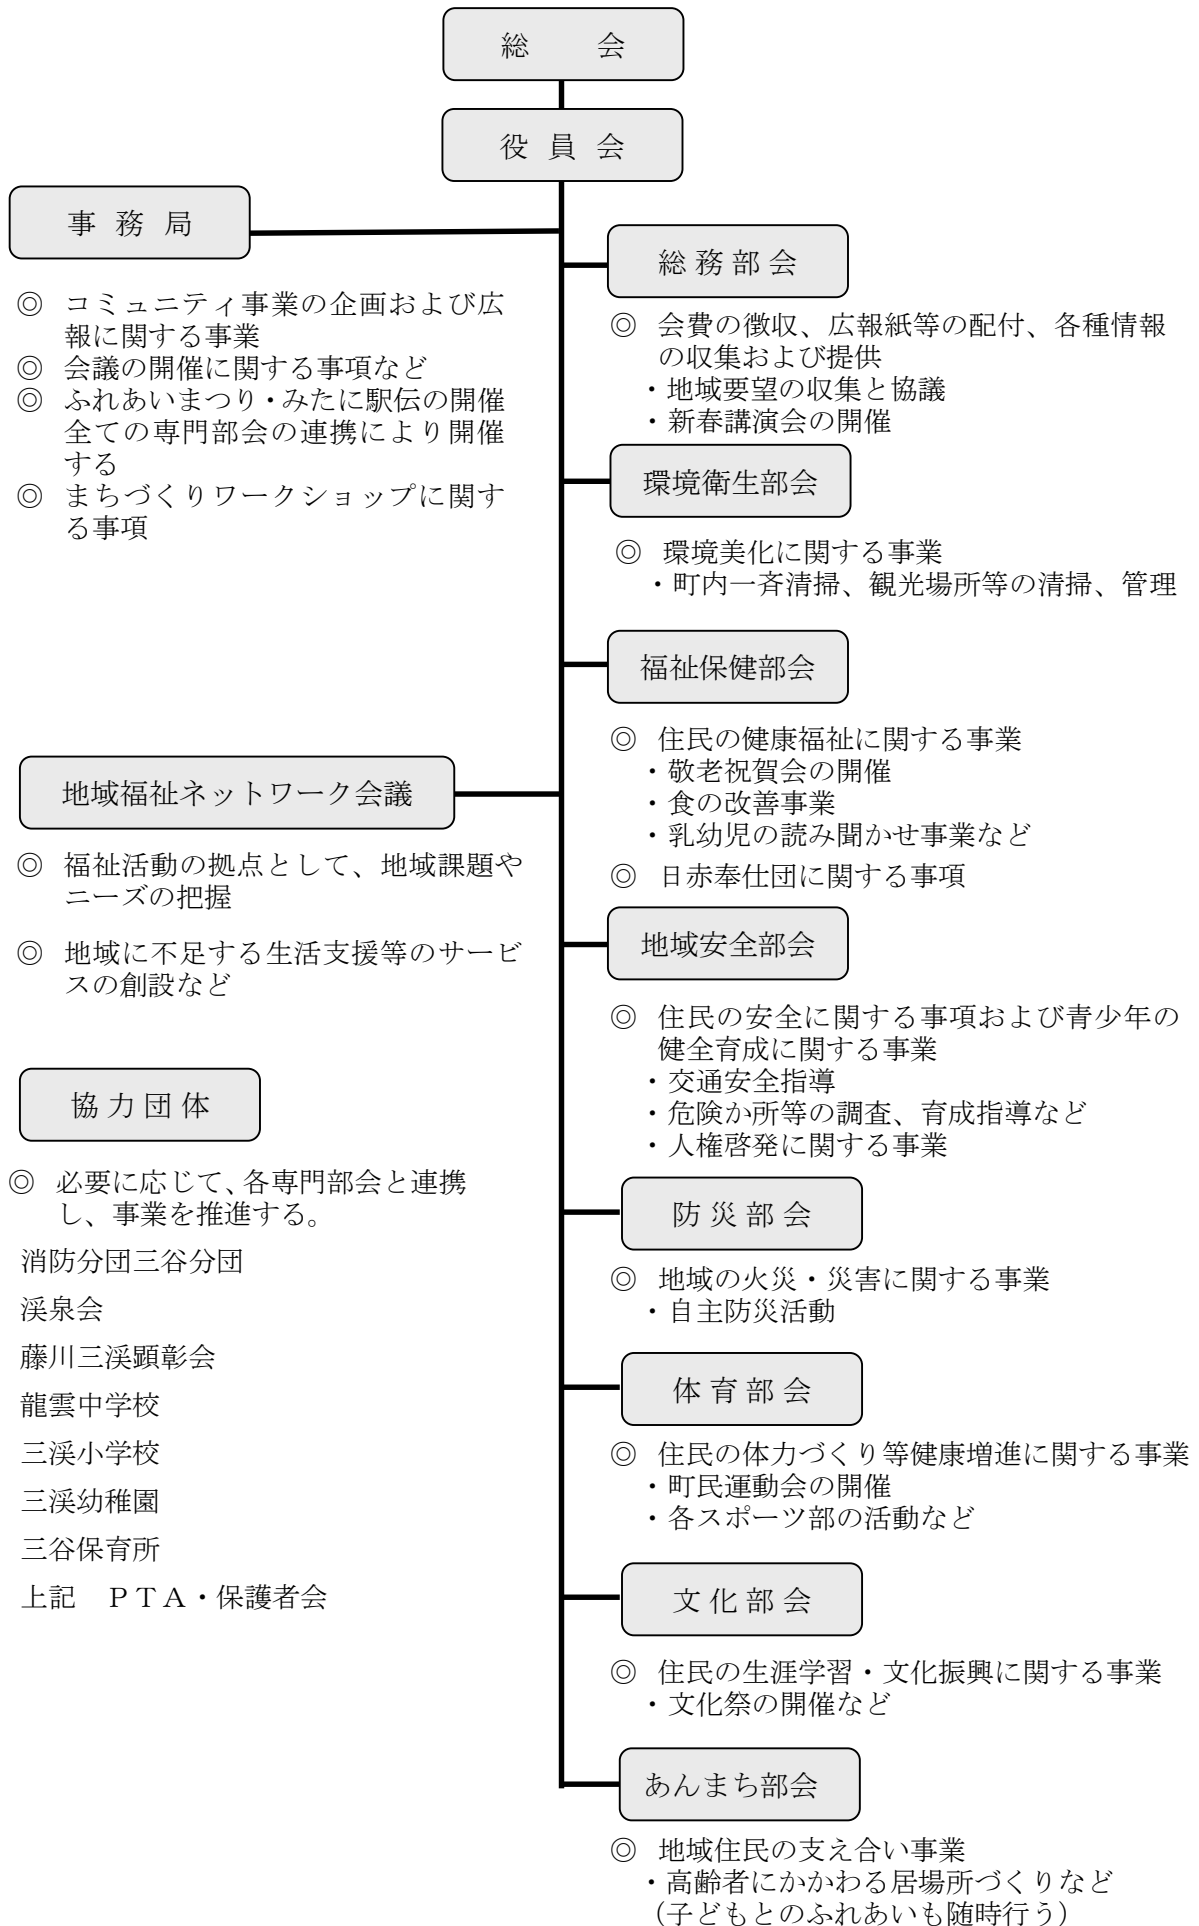 総　会
役員会
事務局
◎ コミュニティ事業の企画および広
報に関する事業
◎ 会議の開催に関する事項など
◎ ふれあいまつり・みたに駅伝の開催
全ての専門部会の連携により開催
する
◎ まちづくりワークショップに関す
る事項
地域福祉ネットワーク会議
◎ 福祉活動の拠点として、地域課題や
ニーズの把握
◎ 地域に不足する生活支援等のサービ
スの創設など
協力団体
◎ 必要に応じて、各専門部会と連携
し、事業を推進する。
消防分団三谷分団
渓泉会
藤川三渓顕彰会
龍雲中学校
三渓小学校
三渓幼稚園
三谷保育所
上記　ＰＴＡ・保護者会
総務部会
◎ 会費の徴収、広報紙等の配付、各種情報
の収集および提供
・地域要望の収集と協議
・新春講演会の開催
環境衛生部会
◎ 環境美化に関する事業
・町内一斉清掃、観光場所等の清掃、管理
福祉保健部会
◎ 住民の健康福祉に関する事業
・敬老祝賀会の開催
・食の改善事業
・乳幼児の読み聞かせ事業など
◎ 日赤奉仕団に関する事項
地域安全部会
◎ 住民の安全に関する事項および青少年の
健全育成に関する事業
・交通安全指導
・危険か所等の調査、育成指導など
・人権啓発に関する事業
防災部会
◎ 地域の火災・災害に関する事業
・自主防災活動
体育部会
◎ 住民の体力づくり等健康増進に関する事業
・町民運動会の開催
・各スポーツ部の活動など
文化部会
◎ 住民の生涯学習・文化振興に関する事業
・文化祭の開催など
あんまち部会
◎ 地域住民の支え合い事業
・高齢者にかかわる居場所づくりなど
（子どもとのふれあいも随時行う）